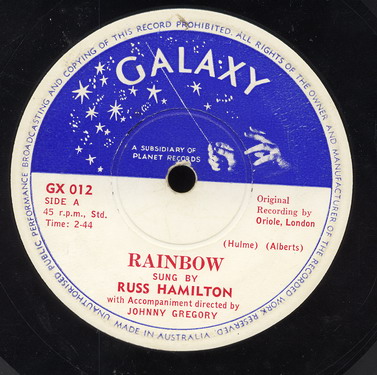 UNAUTHORISED PUBLIC PERFORMANCE BROADCASTING AND COPYING OF THIS RECORD PROHIBITED. ALL RIGHTS OF THE OWNER AND MANUFACTURER OF THE RECORDED WORK RESERVED.
GALAXY
A SUBSIDIARY OF
PLANET RECORDS
GX 012
SIDE A
45 r.p.m., Std.
Time: 2-44
Original
Recording by
Oriole, London
(Hulme) (Alberts)
RAINBOW
SUNG BY
RUSS HAMILTON
with Accompaniment directed by
JOHNNY GREGORY
MADE IN AUSTRALIA